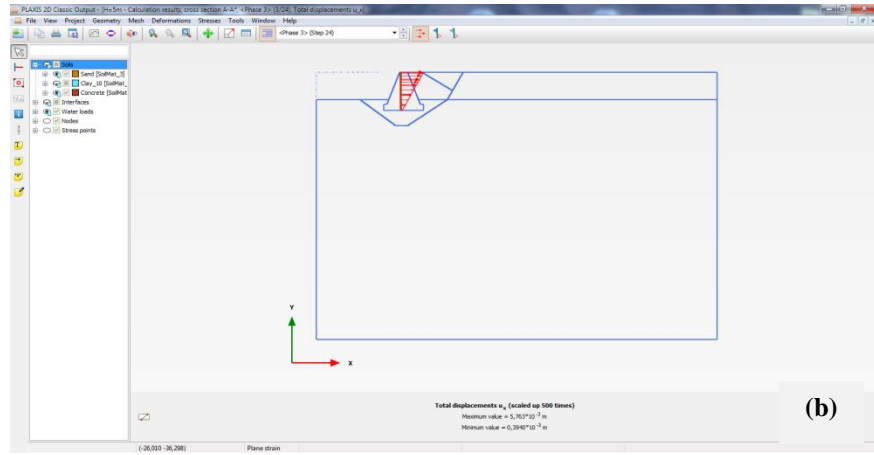 PLAXIS 2D Classic Output - [H=5m - Calculation results, cross section A-A*, <Phase 3> (3/24), Total displacements u_x]
File View Project Geometry Mesh Deformations Stresses Tools Window Help
<Phase 3> (Step 24)
Soils
Sand [SoilMat_3]
Clay_10 [SoilMat_
Concrete [SoilMat
Interfaces
Water loads
Nodes
Stress points
Y
X
Total displacements uₓ (scaled up 500 times)
Maximum value = 5,763*10⁻³ m
Minimum value = 0,3940*10⁻³ m
(b)
(-26,010 -36,298) Plane strain